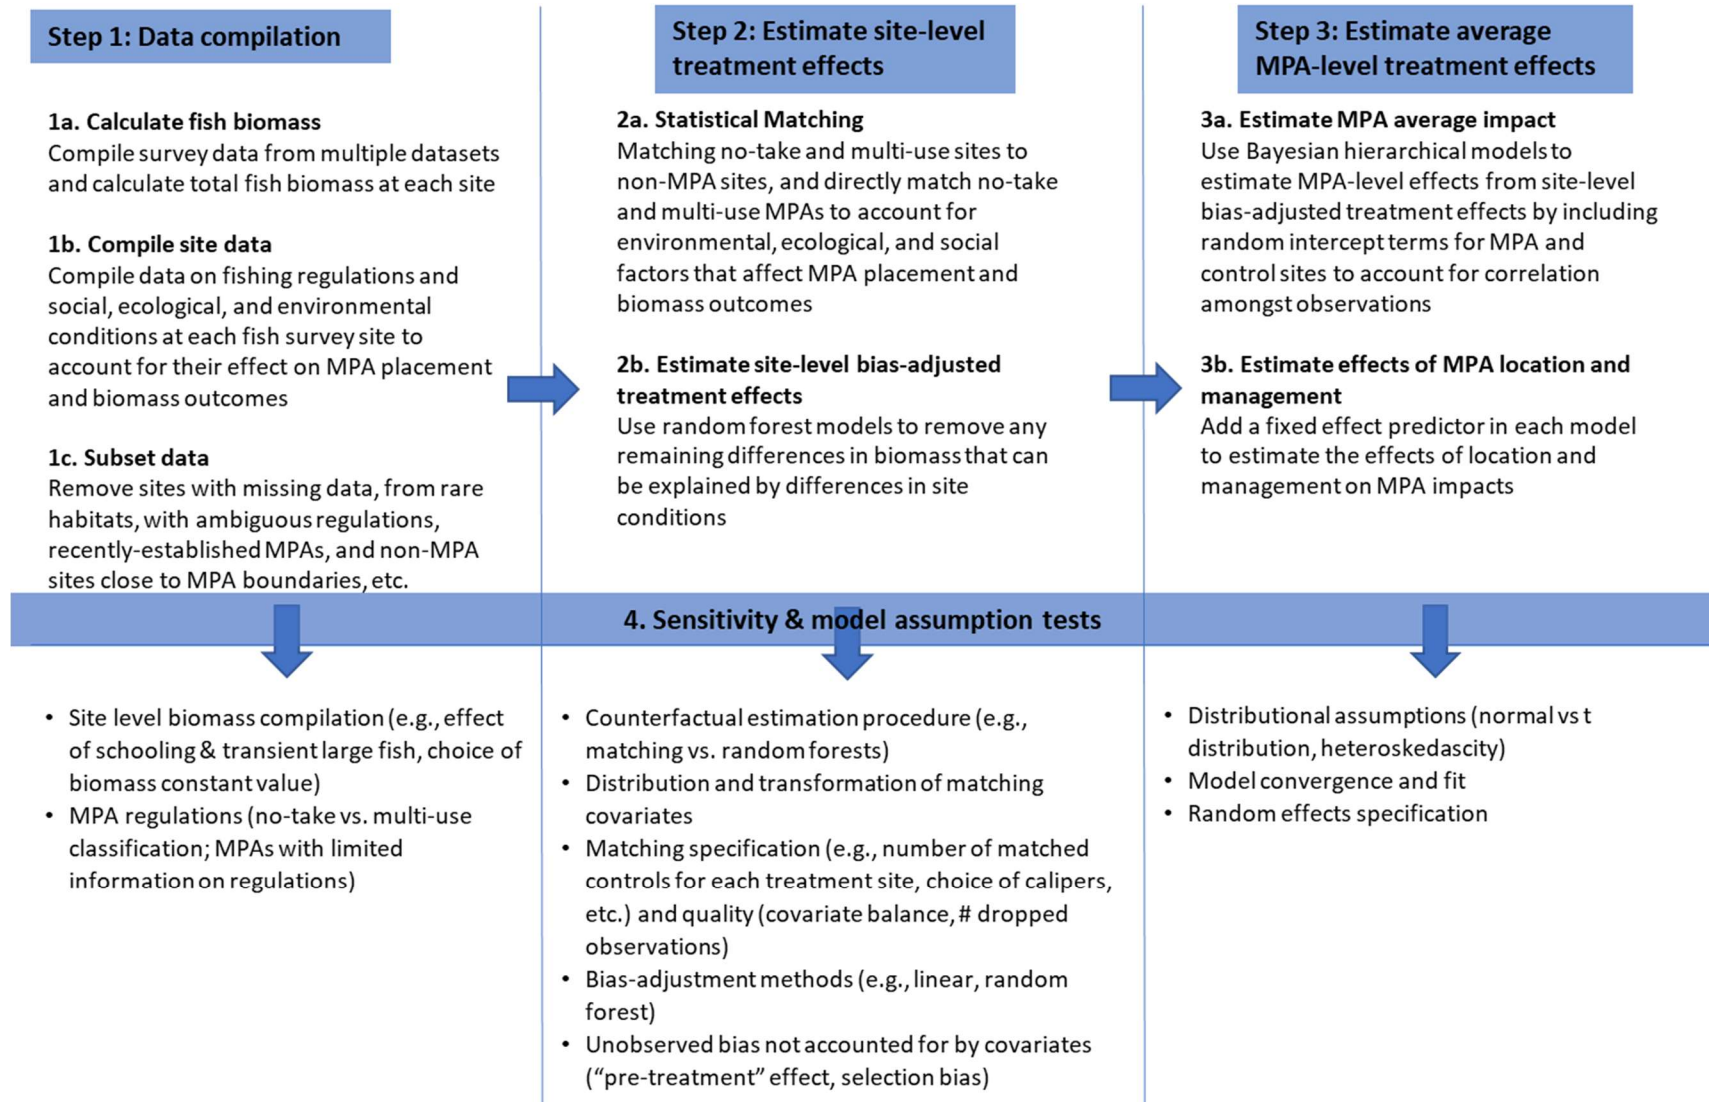 Step 1: Data compilation
1a. Calculate fish biomass
Compile survey data from multiple datasets
and calculate total fish biomass at each site
1b. Compile site data
Compile data on fishing regulations and
social, ecological, and environmental
conditions at each fish survey site to
account for their effect on MPA placement
and biomass outcomes
1c. Subset data
Remove sites with missing data, from rare
habitats, with ambiguous regulations,
recently-established MPAs, and non-MPA
sites close to MPA boundaries, etc.
Step 2: Estimate site-level
treatment effects
2a. Statistical Matching
Matching no-take and multi-use sites to
non-MPA sites, and directly match no-take
and multi-use MPAs to account for
environmental, ecological, and social
factors that affect MPA placement and
biomass outcomes
2b. Estimate site-level bias-adjusted
treatment effects
Use random forest models to remove any
remaining differences in biomass that can
be explained by differences in site
conditions
Step 3: Estimate average
MPA-level treatment effects
3a. Estimate MPA average impact
Use Bayesian hierarchical models to
estimate MPA-level effects from site-level
bias-adjusted treatment effects by including
random intercept terms for MPA and
control sites to account for correlation
amongst observations
3b. Estimate effects of MPA location and
management
Add a fixed effect predictor in each model
to estimate the effects of location and
management on MPA impacts
4. Sensitivity & model assumption tests
• Site level biomass compilation (e.g., effect
of schooling & transient large fish, choice of
biomass constant value)
• MPA regulations (no-take vs. multi-use
classification; MPAs with limited
information on regulations)
• Counterfactual estimation procedure (e.g.,
matching vs. random forests)
• Distribution and transformation of matching
covariates
• Matching specification (e.g., number of matched
controls for each treatment site, choice of calipers,
etc.) and quality (covariate balance, # dropped
observations)
• Bias-adjustment methods (e.g., linear, random
forest)
• Unobserved bias not accounted for by covariates
(“pre-treatment” effect, selection bias)
• Distributional assumptions (normal vs t
distribution, heteroskedascity)
• Model convergence and fit
• Random effects specification